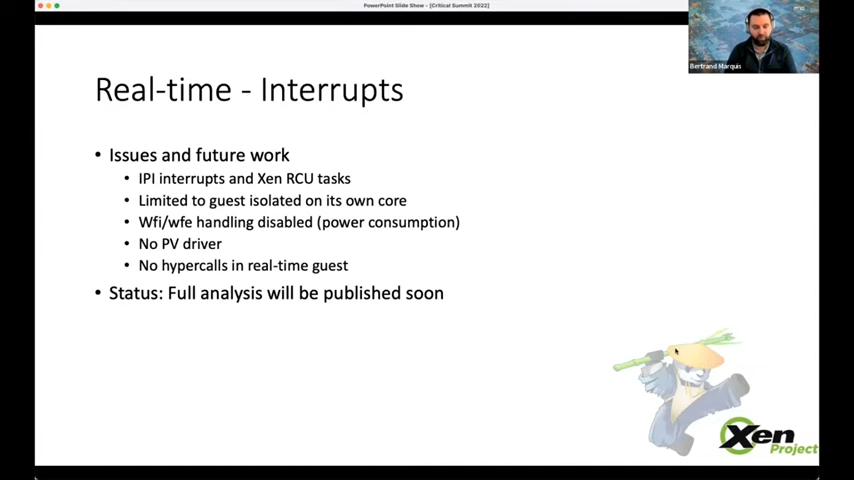 PowerPoint Slide Show - [Critical Summit 2022]
Bertrand Marquis
Real-time - Interrupts
• Issues and future work
• IPI interrupts and Xen RCU tasks
• Limited to guest isolated on its own core
• Wfi/wfe handling disabled (power consumption)
• No PV driver
• No hypercalls in real-time guest
• Status: Full analysis will be published soon
Xen
Project